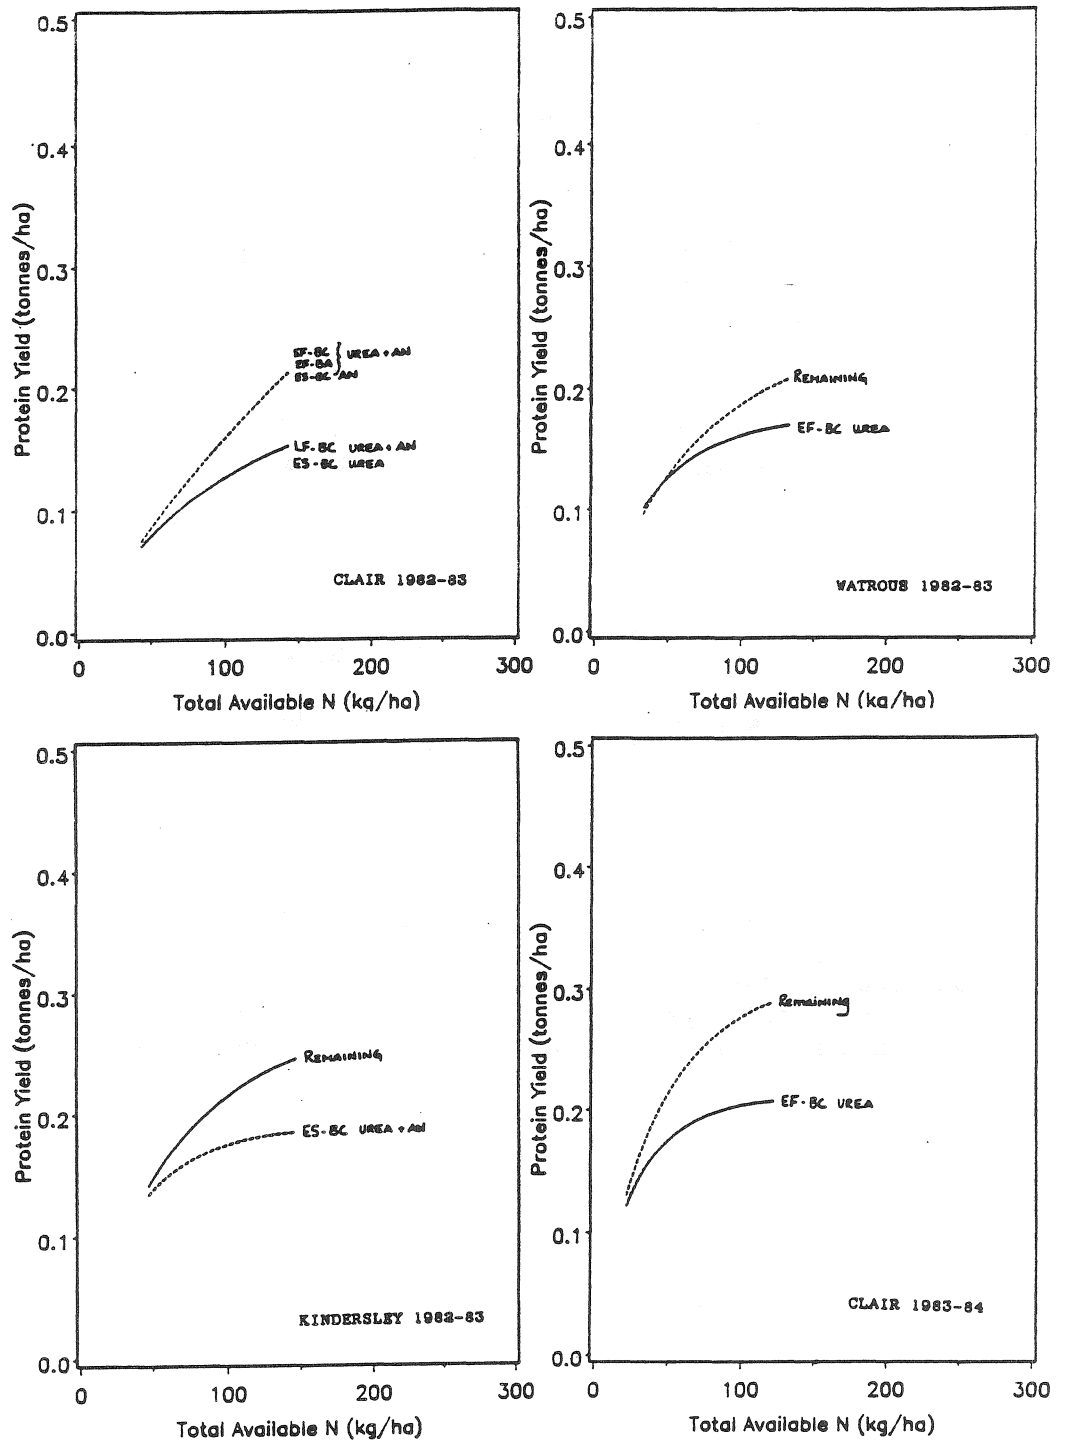 0.5
0.4
0.3
0.2
0.1
0.0
Protein Yield (tonnes/ha)
EF-BC
EF-BA
UREA + AN
ES-BC AN
LF-BC UREA + AN
ES-BC UREA
CLAIR 1982-83
0 100 200 300
Total Available N (kg/ha)
0.5
0.4
0.3
0.2
0.1
0.0
Protein Yield (tonnes/ha)
REMAINING
EF-BC UREA
WATROUS 1982-83
0 100 200 300
Total Available N (kg/ha)
0.5
0.4
0.3
0.2
0.1
0.0
Protein Yield (tonnes/ha)
REMAINING
ES-BC UREA + AN
KINDERSLEY 1982-83
0 100 200 300
Total Available N (kg/ha)
0.5
0.4
0.3
0.2
0.1
0.0
Protein Yield (tonnes/ha)
Remaining
EF-BC UREA
CLAIR 1983-84
0 100 200 300
Total Available N (kg/ha)